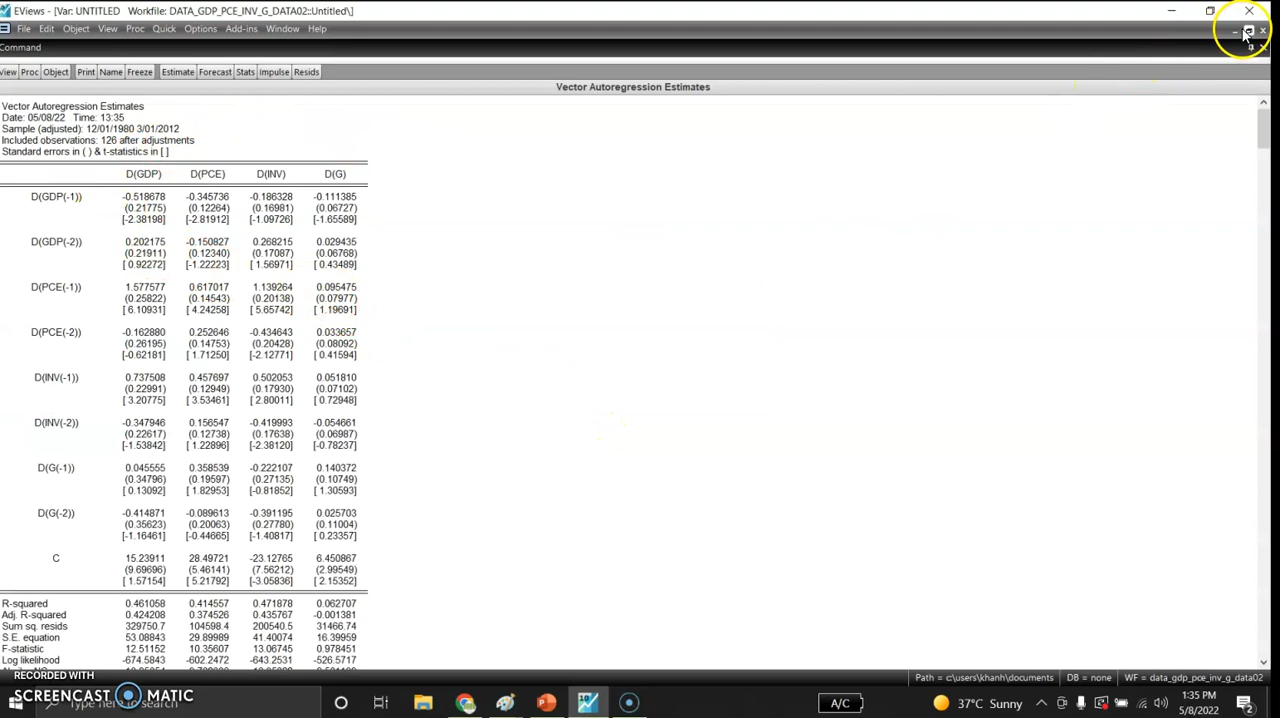 EViews - [Var: UNTITLED   Workfile: DATA_GDP_PCE_INV_G_DATA02::Untitled\]
File Edit Object View Proc Quick Options Add-ins Window Help
Command
View Proc Object Print Name Freeze Estimate Forecast Stats Impulse Resids
Vector Autoregression Estimates
Vector Autoregression Estimates
Date: 05/08/22   Time: 13:35
Sample (adjusted): 12/01/1980 3/01/2012
Included observations: 126 after adjustments
Standard errors in ( ) & t-statistics in [ ]
D(GDP) D(PCE) D(INV) D(G)
D(GDP(-1)) -0.518678 -0.345736 -0.186328 -0.111385
(0.21775) (0.12264) (0.16981) (0.06727)
[-2.38198] [-2.81912] [-1.09726] [-1.65589]
D(GDP(-2)) 0.202175 -0.150827 0.268215 0.029435
(0.21911) (0.12340) (0.17087) (0.06768)
[ 0.92272] [-1.22223] [ 1.56971] [ 0.43489]
D(PCE(-1)) 1.577577 0.617017 1.139264 0.095475
(0.25822) (0.14543) (0.20138) (0.07977)
[ 6.10931] [ 4.24258] [ 5.65742] [ 1.19691]
D(PCE(-2)) -0.162880 0.252646 -0.434643 0.033657
(0.26195) (0.14753) (0.20428) (0.08092)
[-0.62181] [ 1.71250] [-2.12771] [ 0.41594]
D(INV(-1)) 0.737508 0.457697 0.502053 0.051810
(0.22991) (0.12949) (0.17930) (0.07102)
[ 3.20775] [ 3.53461] [ 2.80011] [ 0.72948]
D(INV(-2)) -0.347946 0.156547 -0.419993 -0.054661
(0.22617) (0.12738) (0.17638) (0.06987)
[-1.53842] [ 1.22896] [-2.38120] [-0.78237]
D(G(-1)) 0.045555 0.358539 -0.222107 0.140372
(0.34796) (0.19597) (0.27135) (0.10749)
[ 0.13092] [ 1.82953] [-0.81852] [ 1.30593]
D(G(-2)) -0.414871 -0.089613 -0.391195 0.025703
(0.35623) (0.20063) (0.27780) (0.11004)
[-1.16461] [-0.44665] [-1.40817] [ 0.23357]
C 15.23911 28.49721 -23.12765 6.450867
(9.69696) (5.46141) (7.56212) (2.99549)
[ 1.57154] [ 5.21792] [-3.05836] [ 2.15352]
R-squared 0.461058 0.414557 0.471878 0.062707
Adj. R-squared 0.424208 0.374526 0.435767 -0.001381
Sum sq. resids 329750.7 104598.4 200540.5 31466.74
S.E. equation 53.08843 29.89989 41.40074 16.39959
F-statistic 12.51152 10.35607 13.06745 0.978451
Log likelihood -674.5843 -602.2472 -643.2531 -526.5717
RECORDED WITH
SCREENCAST MATIC
Path = c:\users\khanh\documents DB = none WF = data_gdp_pce_inv_g_data02
Type here to search
A/C
37°C Sunny
1:35 PM
5/8/2022
2